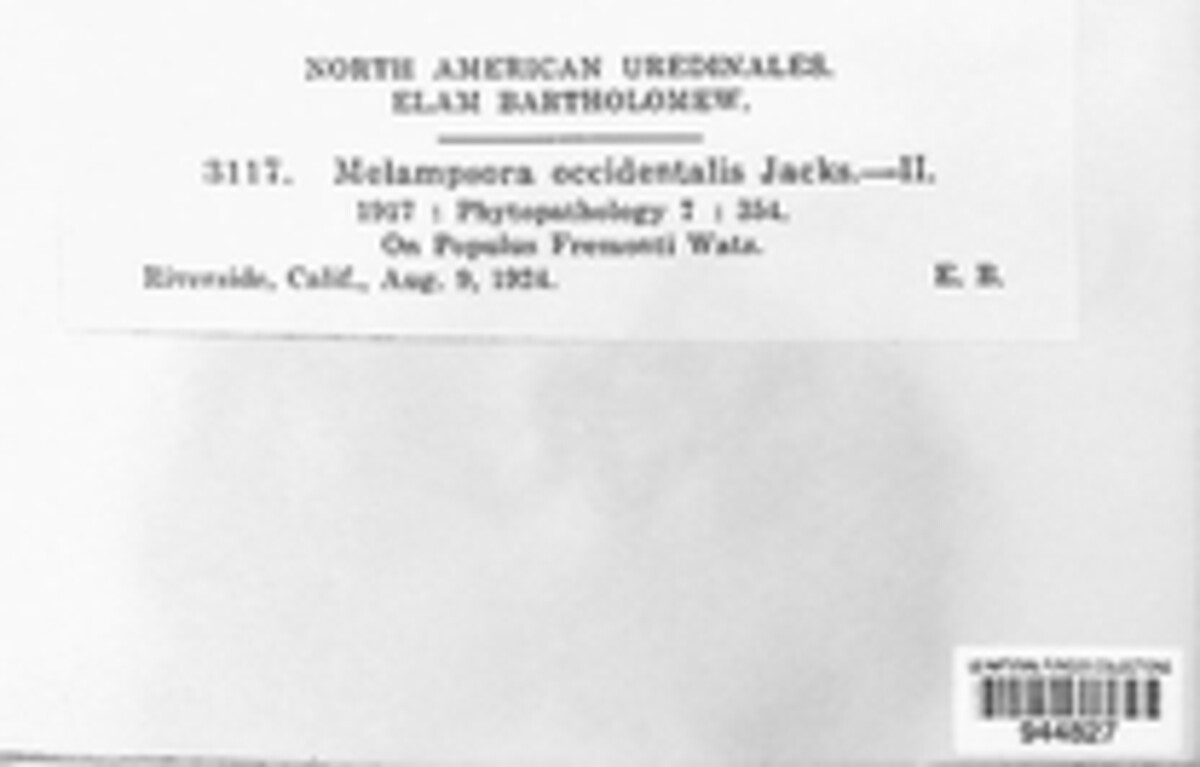 NORTH AMERICAN UREDINALES.
ELAM BARTHOLOMEW.
3117. Melampsora occidentalis Jacks.—II.
1917 : Phytopathology 7 : 354.
On Populus Fremonti Wats.
Riverside, Calif., Aug. 9, 1924. E. B.
944827